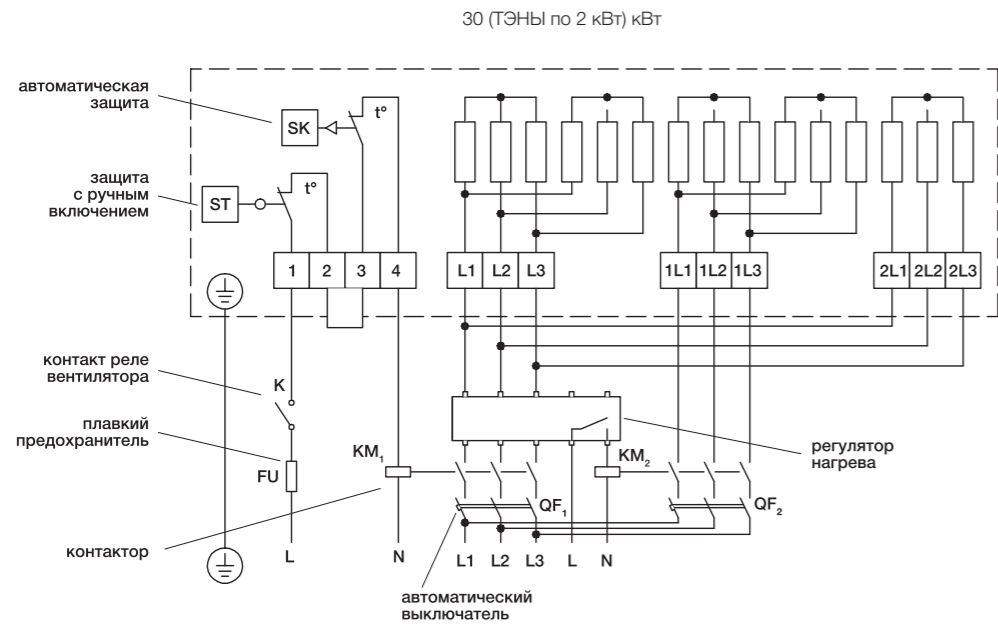 30 (ТЭНЫ по 2 кВт) кВт
автоматическая
защита
SK
t°
защита
с ручным
включением
ST
t°
1 2 3 4
L1 L2 L3
1L1 1L2 1L3
2L1 2L2 2L3
контакт реле
вентилятора
K
плавкий
предохранитель
FU
KM1
KM2
регулятор
нагрева
QF1
QF2
контактор
L
N
L1 L2 L3 L N
автоматический
выключатель